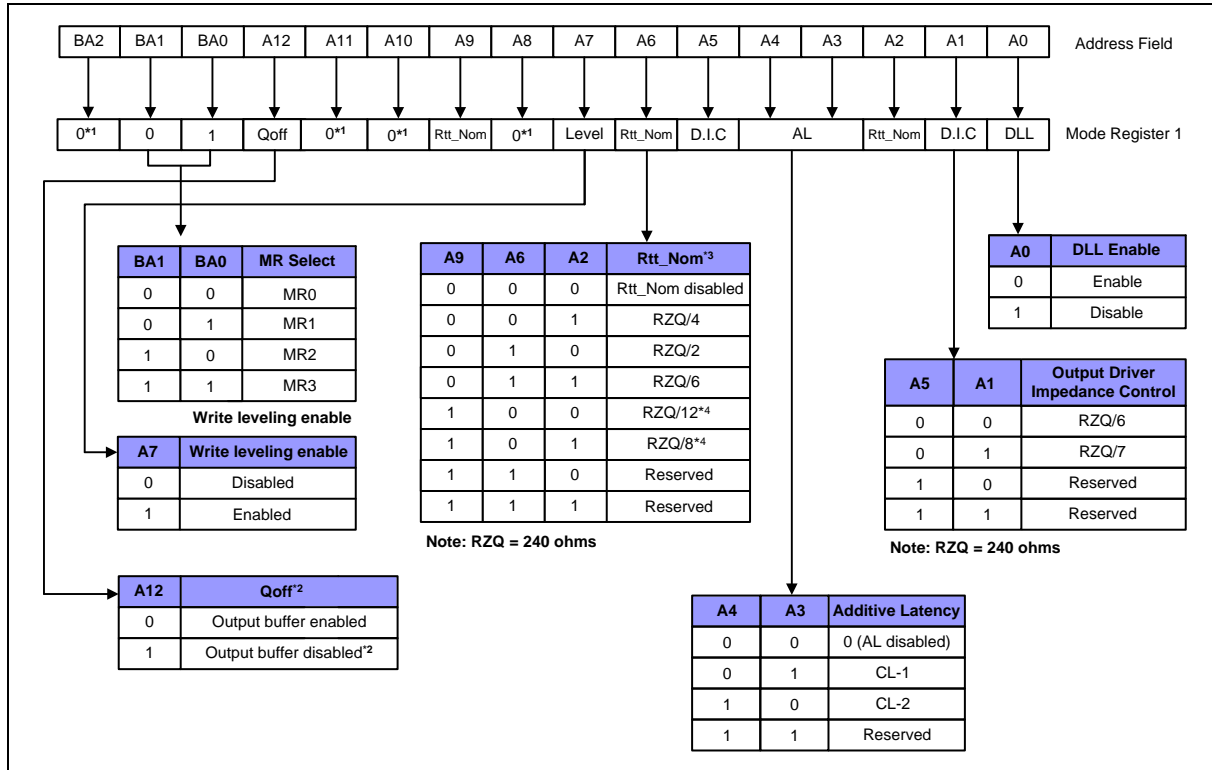 BA2 BA1 BA0 A12 A11 A10 A9 A8 A7 A6 A5 A4 A3 A2 A1 A0 Address Field
0*1 0 1 Qoff 0*1 0*1 Rtt_Nom 0*1 Level Rtt_Nom D.I.C AL Rtt_Nom D.I.C DLL Mode Register 1
BA1 BA0 MR Select
0 0 MR0
0 1 MR1
1 0 MR2
1 1 MR3
Write leveling enable
A7 Write leveling enable
0 Disabled
1 Enabled
A12 Qoff*2
0 Output buffer enabled
1 Output buffer disabled*2
A9 A6 A2 Rtt_Nom*3
0 0 0 Rtt_Nom disabled
0 0 1 RZQ/4
0 1 0 RZQ/2
0 1 1 RZQ/6
1 0 0 RZQ/12*4
1 0 1 RZQ/8*4
1 1 0 Reserved
1 1 1 Reserved
Note: RZQ = 240 ohms
A4 A3 Additive Latency
0 0 0 (AL disabled)
0 1 CL-1
1 0 CL-2
1 1 Reserved
A0 DLL Enable
0 Enable
1 Disable
A5 A1 Output Driver
Impedance Control
0 0 RZQ/6
0 1 RZQ/7
1 0 Reserved
1 1 Reserved
Note: RZQ = 240 ohms